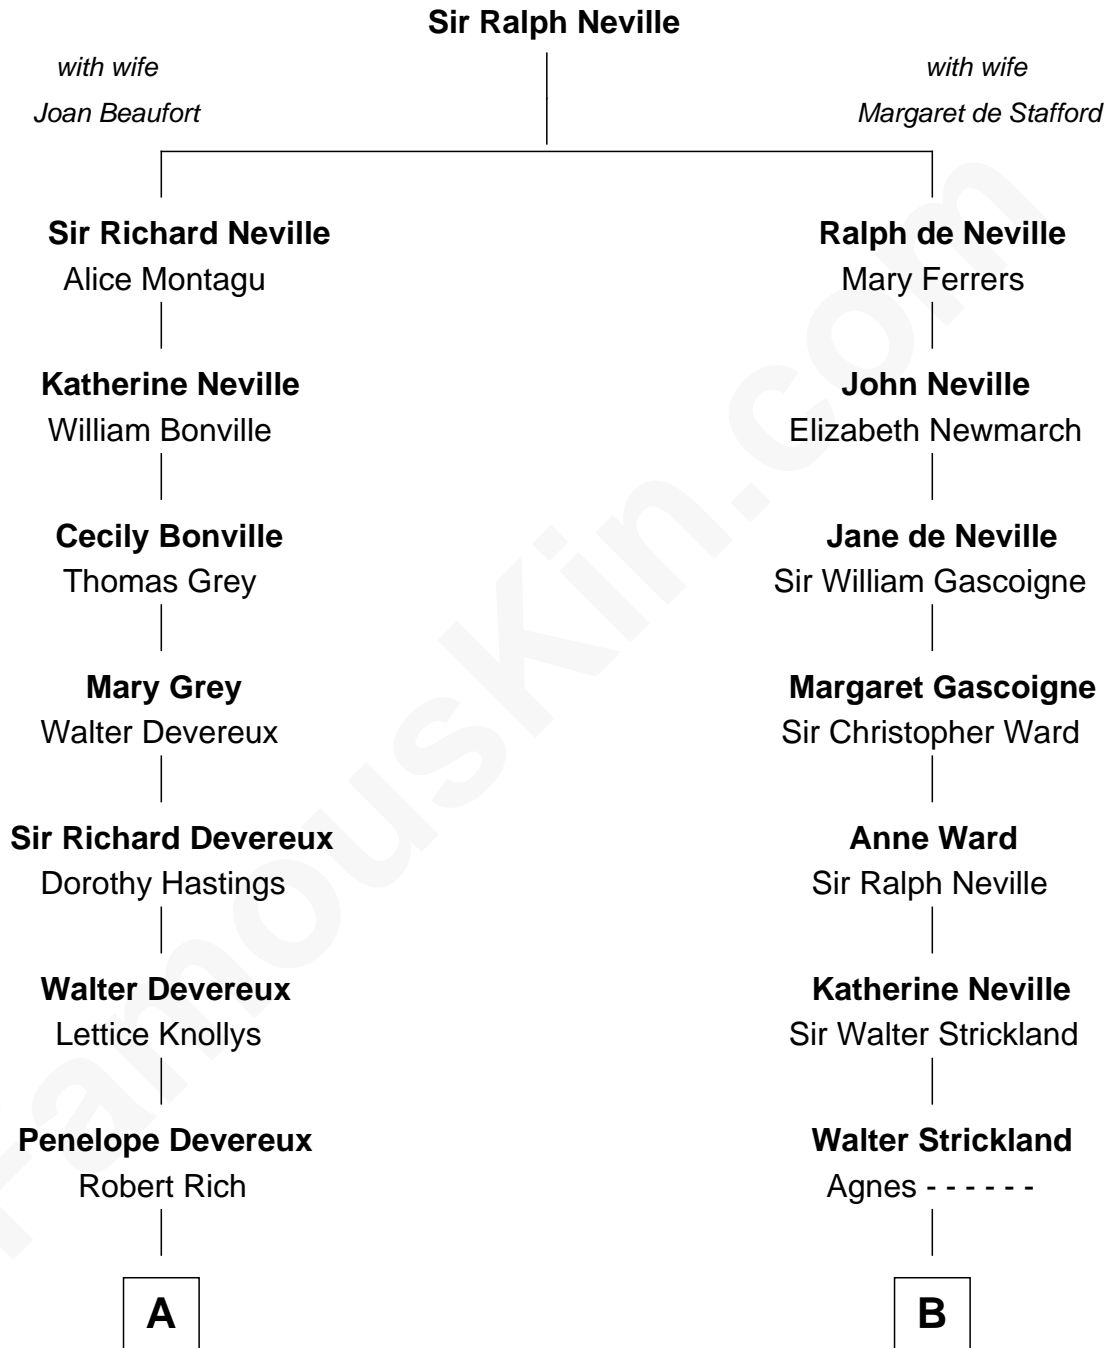 Sir Ralph Neville
with wife
Joan Beaufort
with wife
Margaret de Stafford
Sir Richard Neville
Alice Montagu
Ralph de Neville
Mary Ferrers
Katherine Neville
William Bonville
John Neville
Elizabeth Newmarch
Cecily Bonville
Thomas Grey
Jane de Neville
Sir William Gascoigne
Mary Grey
Walter Devereux
Margaret Gascoigne
Sir Christopher Ward
Sir Richard Devereux
Dorothy Hastings
Anne Ward
Sir Ralph Neville
Walter Devereux
Lettice Knollys
Katherine Neville
Sir Walter Strickland
Penelope Devereux
Robert Rich
Walter Strickland
Agnes - - - - - -
A
B
FamousKin.com